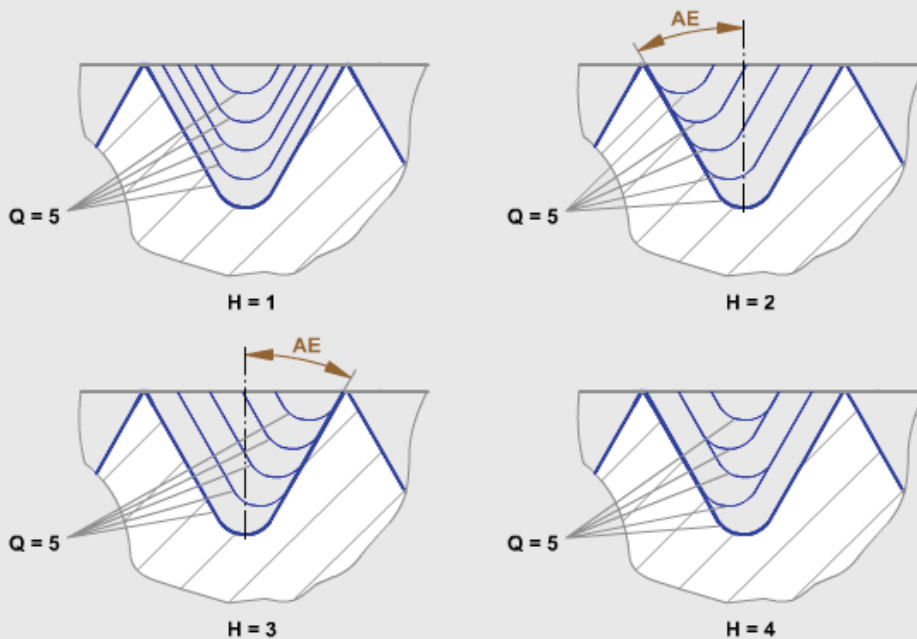 AE
Q = 5
Q = 5
H = 1
H = 2
AE
Q = 5
Q = 5
H = 3
H = 4